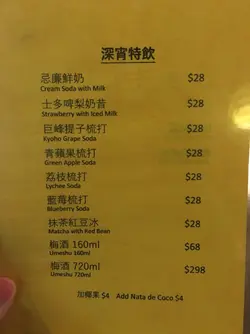 深宵特飲
忌廉鮮奶 $28
Cream Soda with Milk
士多啤梨奶昔 $28
Strawberry with Iced Milk
巨峰提子梳打 $28
Kyoho Grape Soda
青蘋果梳打 $28
Green Apple Soda
荔枝梳打 $28
Lychee Soda
藍莓梳打 $28
Blueberry Soda
抹茶紅豆冰 $28
Matcha with Red Bean
梅酒 160ml $68
Umeshu 160ml
梅酒 720ml $298
Umeshu 720ml
加椰果 $4 Add Nata de Coco $4